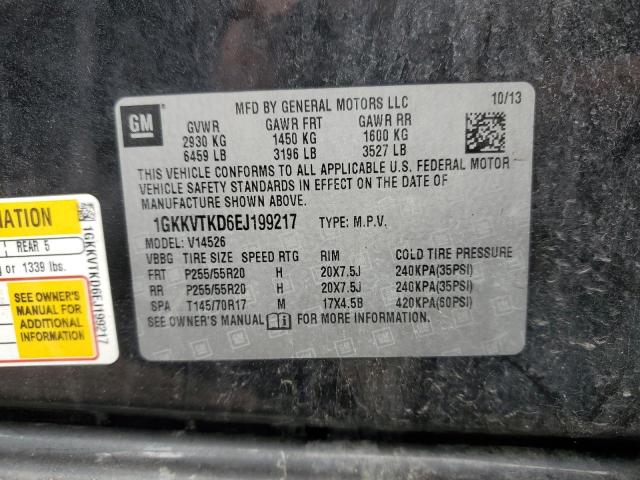 GM
MFD BY GENERAL MOTORS LLC
10/13
GVWR GAWR FRT GAWR RR
2930 KG 1450 KG 1600 KG
6459 LB 3196 LB 3527 LB
THIS VEHICLE CONFORMS TO ALL APPLICABLE U.S. FEDERAL MOTOR
VEHICLE SAFETY STANDARDS IN EFFECT ON THE DATE OF
MANUFACTURE SHOWN ABOVE.
1GKKVTKD6EJ199217 TYPE: M.P.V.
MODEL: V14526
VBBG TIRE SIZE SPEED RTG RIM COLD TIRE PRESSURE
FRT P255/55R20 H 20X7.5J 240KPA(35PSI)
RR P255/55R20 H 20X7.5J 240KPA(35PSI)
SPA T145/70R17 M 17X4.5B 420KPA(60PSI)
SEE OWNER'S MANUAL FOR MORE INFORMATION.
REAR 5
or 1339 lbs.
SEE OWNER'S
MANUAL FOR
ADDITIONAL
INFORMATION
1GKKVTKD6EJ199217